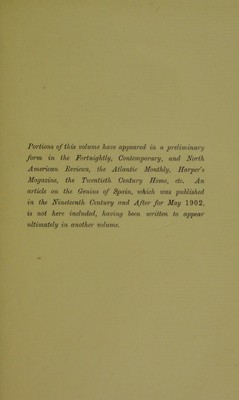 Portions of this volume have appeared in a preliminary
form in the Fortnightly, Contemporary, and North
American Reviews, the Atlantic Monthly, Harper's
Magazine, the Twentieth Century Home, etc. An
article on the Genius of Spain, which was published
in the Nineteenth Century and After for May 1902,
is not here included, having been written to appear
ultimately in another volume.